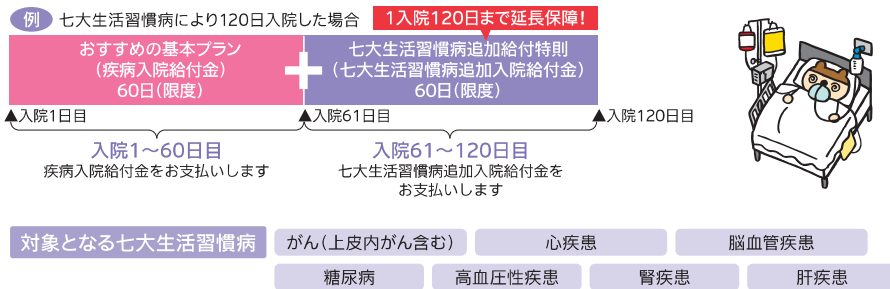 例 七大生活習慣病により120日入院した場合
1入院120日まで延長保障!
おすすめの基本プラン
（疾病入院給付金）
60日（限度）
+
七大生活習慣病追加給付特則
（七大生活習慣病追加入院給付金）
60日（限度）
▲入院1日目
▲入院61日目
▲入院120日目
入院1〜60日目
疾病入院給付金をお支払いします
入院61〜120日目
七大生活習慣病追加入院給付金を
お支払いします
対象となる七大生活習慣病
がん（上皮内がん含む）
心疾患
脳血管疾患
糖尿病
高血圧性疾患
腎疾患
肝疾患